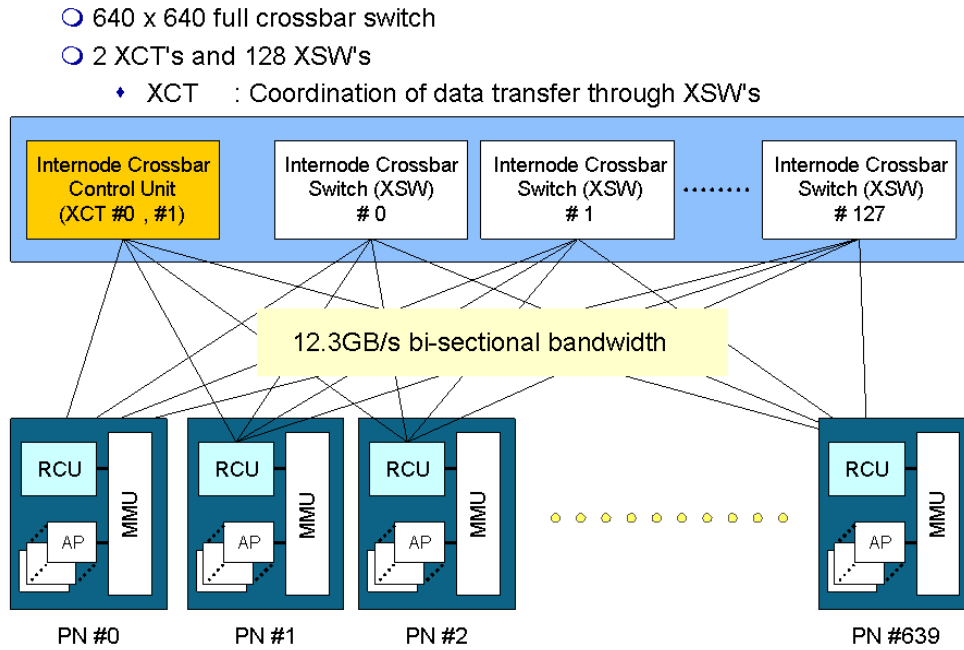 640 x 640 full crossbar switch
2 XCT's and 128 XSW's
XCT : Coordination of data transfer through XSW's
Internode Crossbar
Control Unit
(XCT #0 , #1)
Internode Crossbar
Switch (XSW)
# 0
Internode Crossbar
Switch (XSW)
# 1
Internode Crossbar
Switch (XSW)
# 127
12.3GB/s bi-sectional bandwidth
RCU
MMU
AP
RCU
MMU
AP
RCU
MMU
AP
RCU
MMU
AP
PN #0
PN #1
PN #2
PN #639